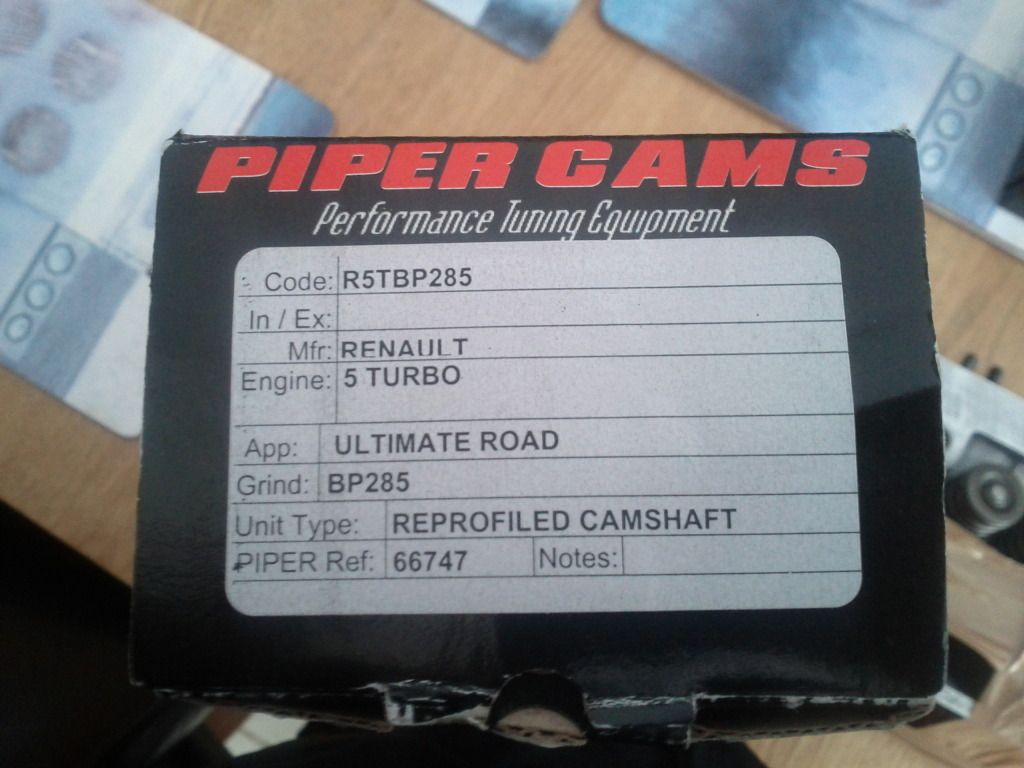 PIPER CAMS
Performance Tuning Equipment
Code: R5TBP285
In / Ex:
Mfr: RENAULT
Engine: 5 TURBO
App: ULTIMATE ROAD
Grind: BP285
Unit Type: REPROFILED CAMSHAFT
PIPER Ref: 66747 Notes: